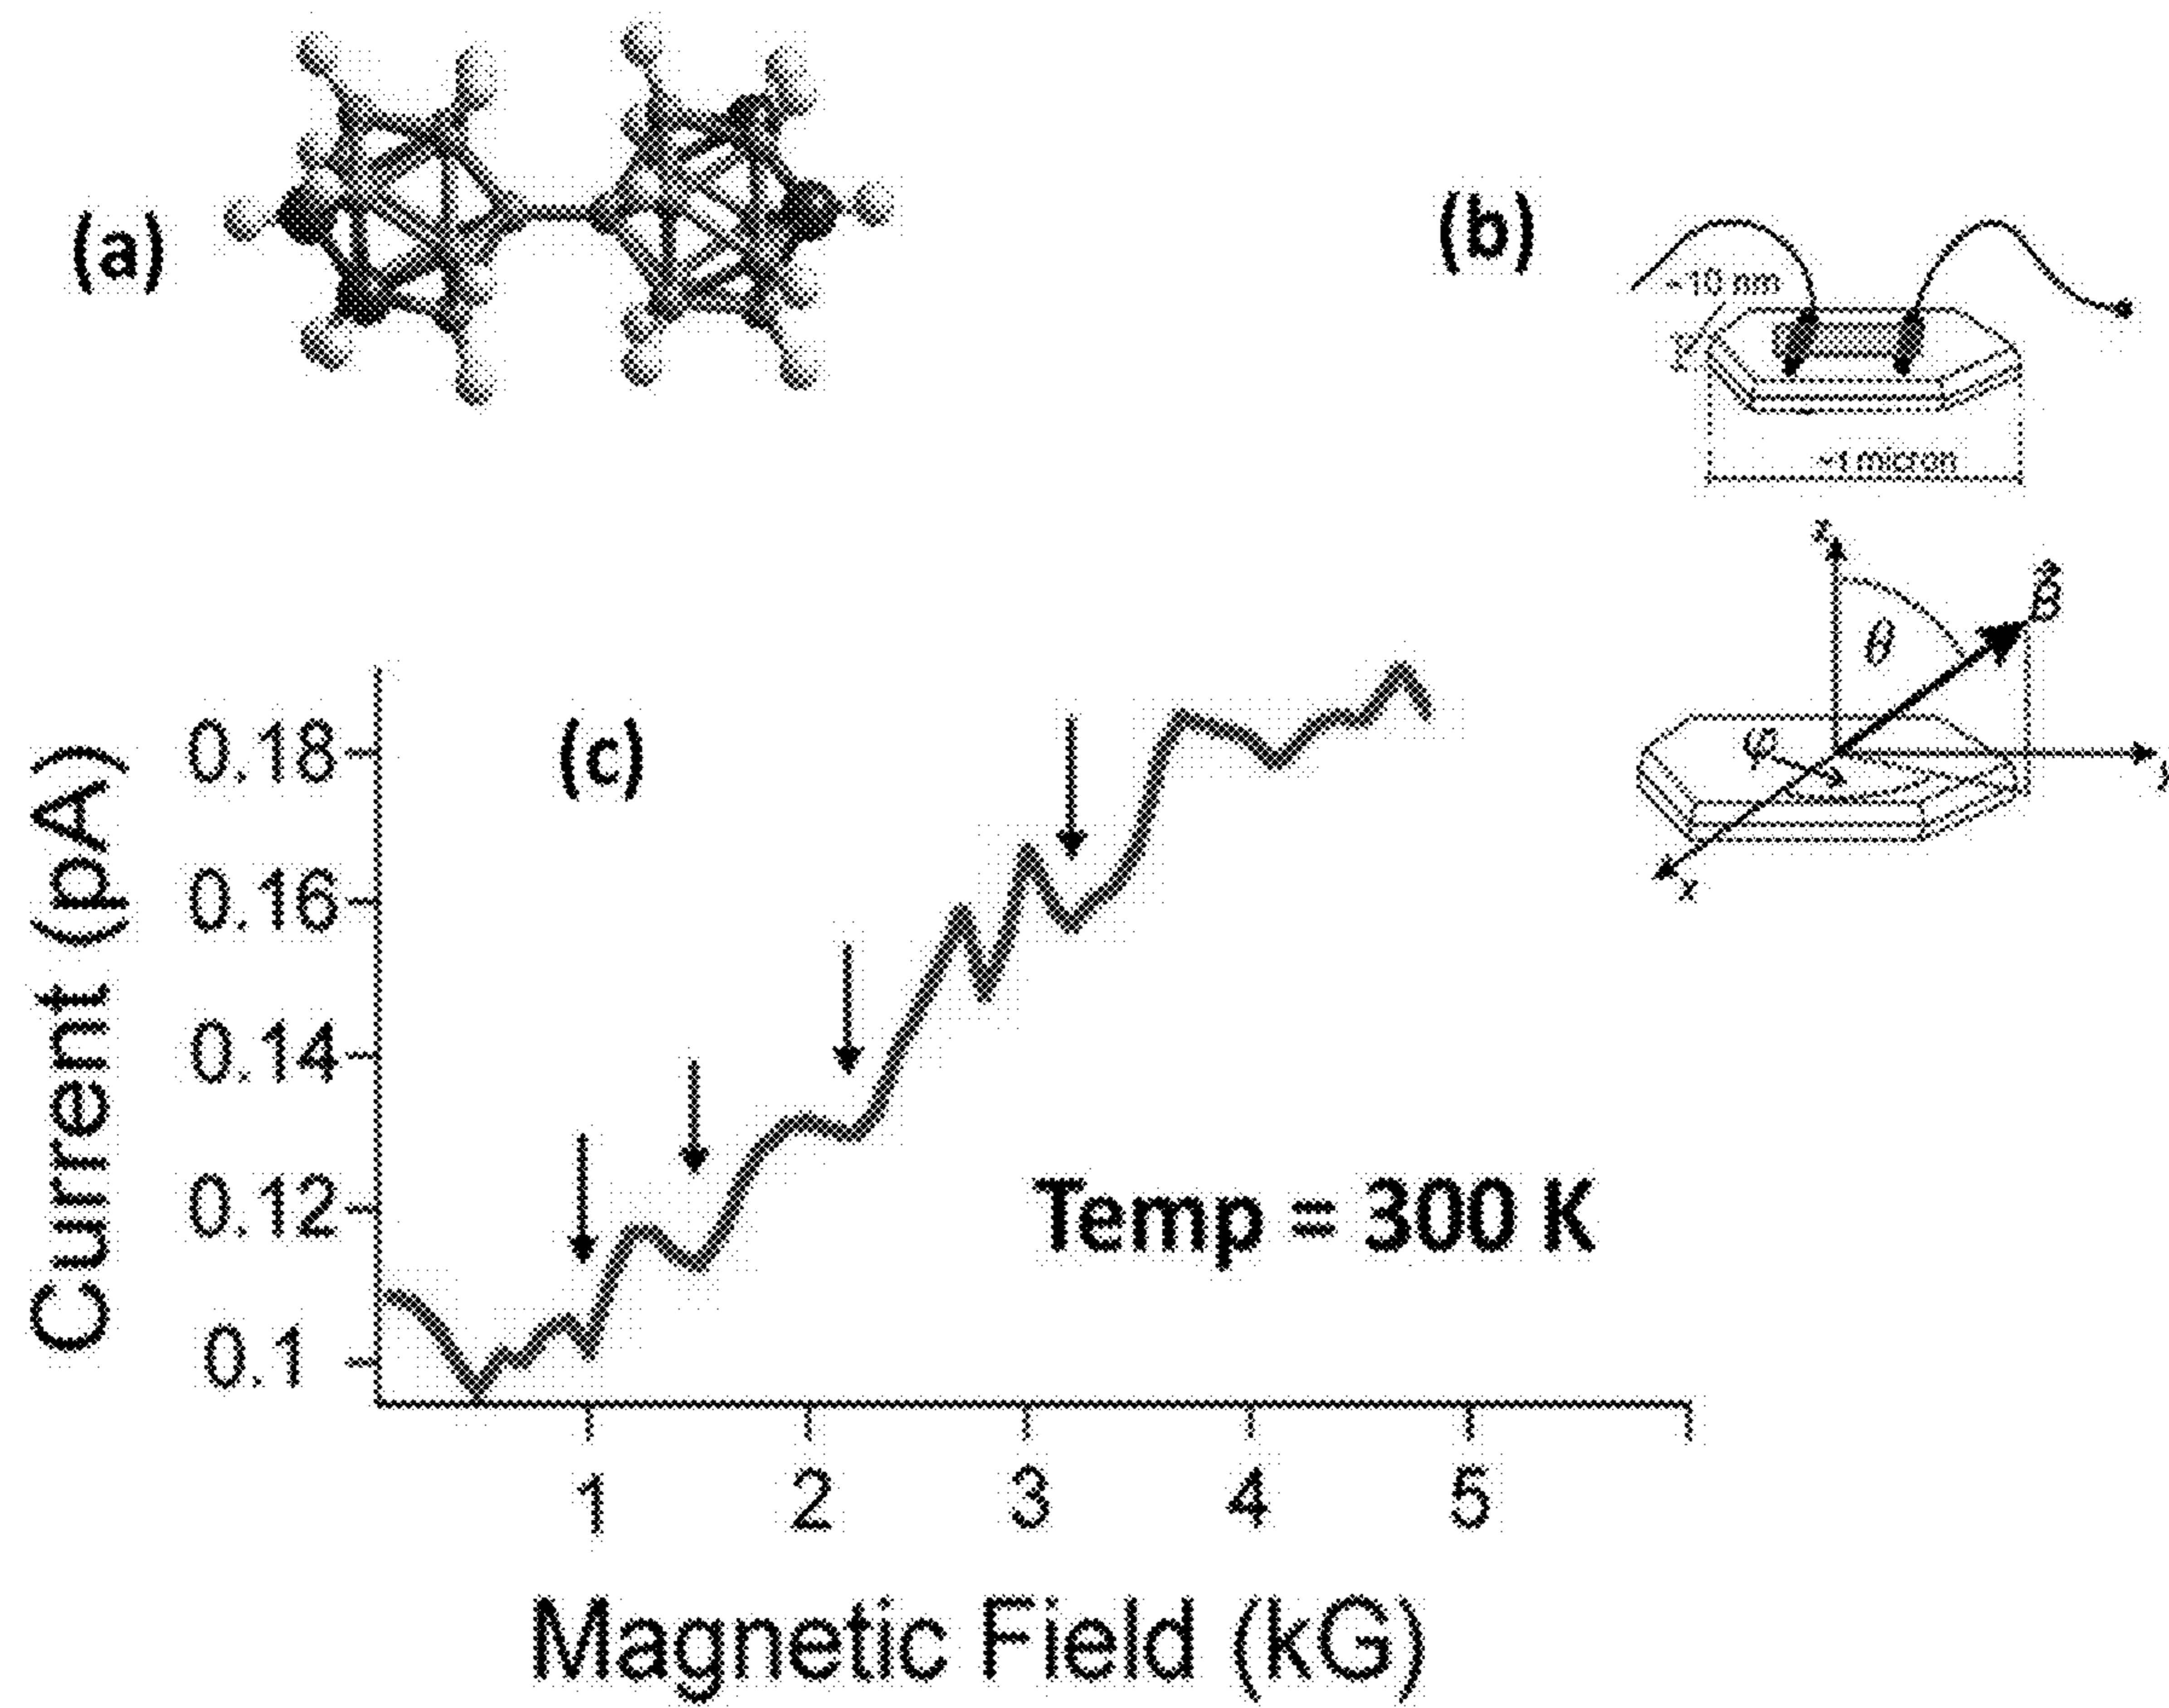 (a)
(b)
~10 nm
~1 micron
z
B
θ
φ
y
x
(c)
Current (pA)
0.18
0.16
0.14
0.12
0.1
Temp = 300 K
1 2 3 4 5
Magnetic Field (kG)